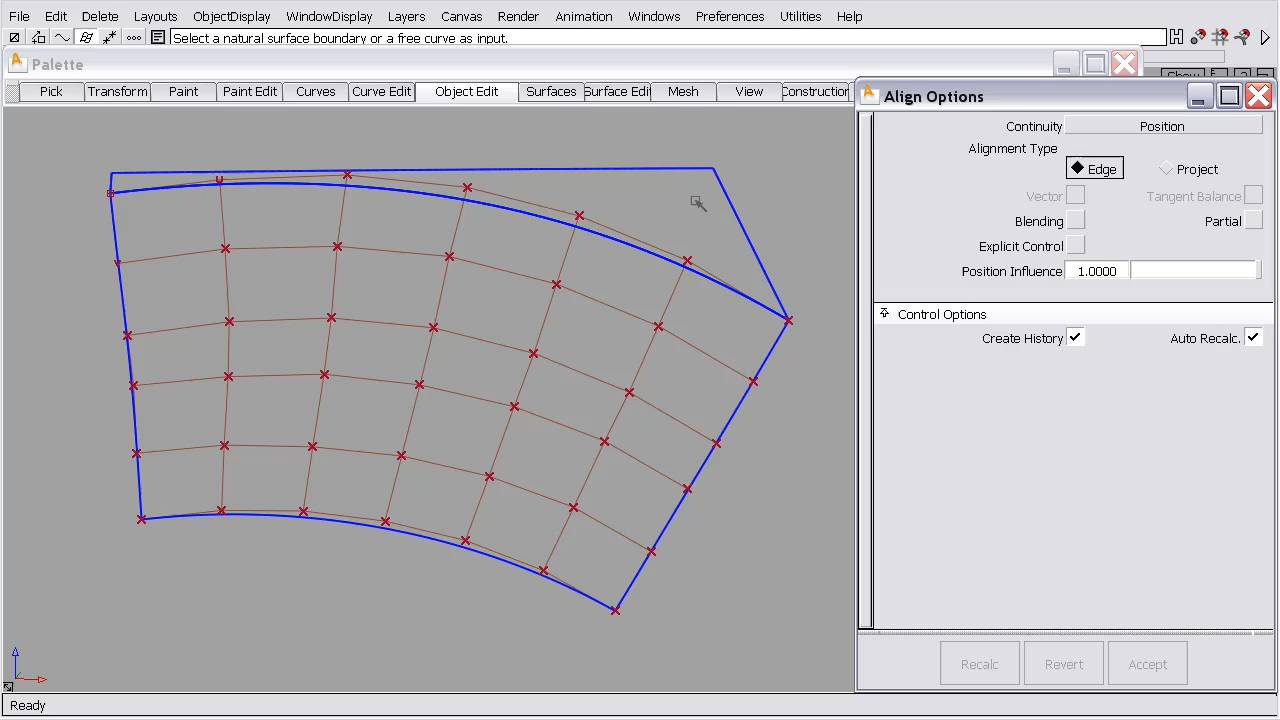 File Edit Delete Layouts ObjectDisplay WindowDisplay Layers Canvas Render Animation Windows Preferences Utilities Help
Select a natural surface boundary or a free curve as input.
Palette
Show
Pick Transform Paint Paint Edit Curves Curve Edit Object Edit Surfaces Surface Edi Mesh View Construction
Align Options
Continuity Position
Alignment Type
Edge Project
Vector Tangent Balance
Blending Partial
Explicit Control
Position Influence 1.0000
Control Options
Create History Auto Recalc.
Recalc Revert Accept
Ready